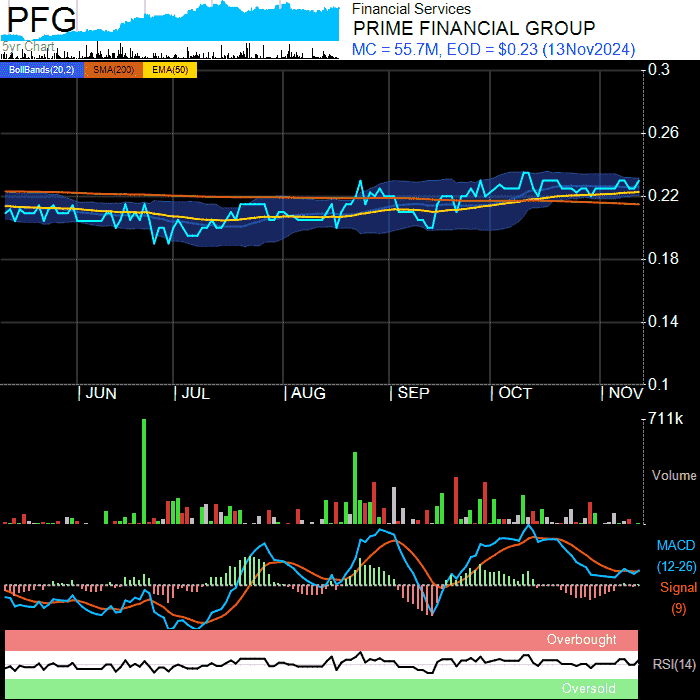 PFG
5yr Chart
Financial Services
PRIME FINANCIAL GROUP
MC = 55.7M, EOD = $0.23 (13Nov2024)
BollBands(20,2) SMA(200) EMA(50)
0.3
0.26
0.22
0.18
0.14
0.1
JUN JUL AUG SEP OCT NOV
711k
Volume
MACD
(12-26)
Signal
(9)
Overbought
RSI(14)
Oversold